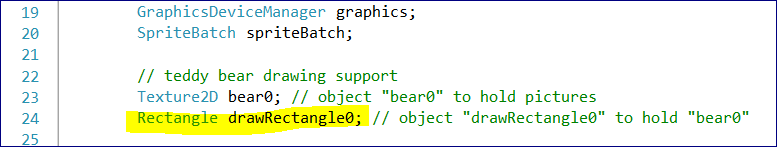 19 GraphicsDeviceManager graphics;
20 SpriteBatch spriteBatch;
21
22 // teddy bear drawing support
23 Texture2D bear0; // object "bear0" to hold pictures
24 Rectangle drawRectangle0; // object "drawRectangle0" to hold "bear0"
25